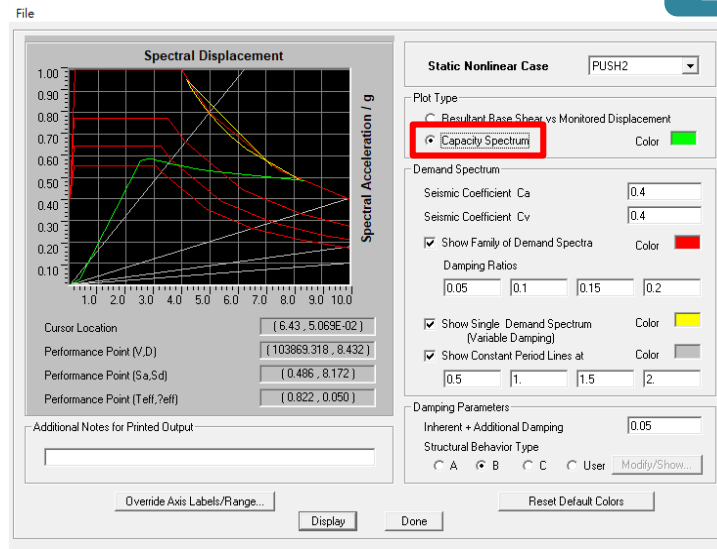 File
Spectral Displacement
1.00
0.90
0.80
0.70
0.60
0.50
0.40
0.30
0.20
0.10
1.0 2.0 3.0 4.0 5.0 6.0 7.0 8.0 9.0 10.0
Spectral Acceleration / g
Cursor Location (6.43 , 5.069E-02 )
Performance Point (V,D) ( 103869.318 , 8.432 )
Performance Point (Sa,Sd) ( 0.486 , 8.172 )
Performance Point (Teff,?eff) ( 0.822 , 0.050 )
Additional Notes for Printed Output
Override Axis Labels/Range...
Static Nonlinear Case PUSH2
Plot Type
Resultant Base Shear vs Monitored Displacement
Capacity Spectrum Color
Demand Spectrum
Seismic Coefficient Ca 0.4
Seismic Coefficient Cv 0.4
Show Family of Demand Spectra Color
Damping Ratios
0.05 0.1 0.15 0.2
Show Single Demand Spectrum Color
(Variable Damping)
Show Constant Period Lines at Color
0.5 1. 1.5 2.
Damping Parameters
Inherent + Additional Damping 0.05
Structural Behavior Type
A B C User Modify/Show...
Reset Default Colors
Display Done